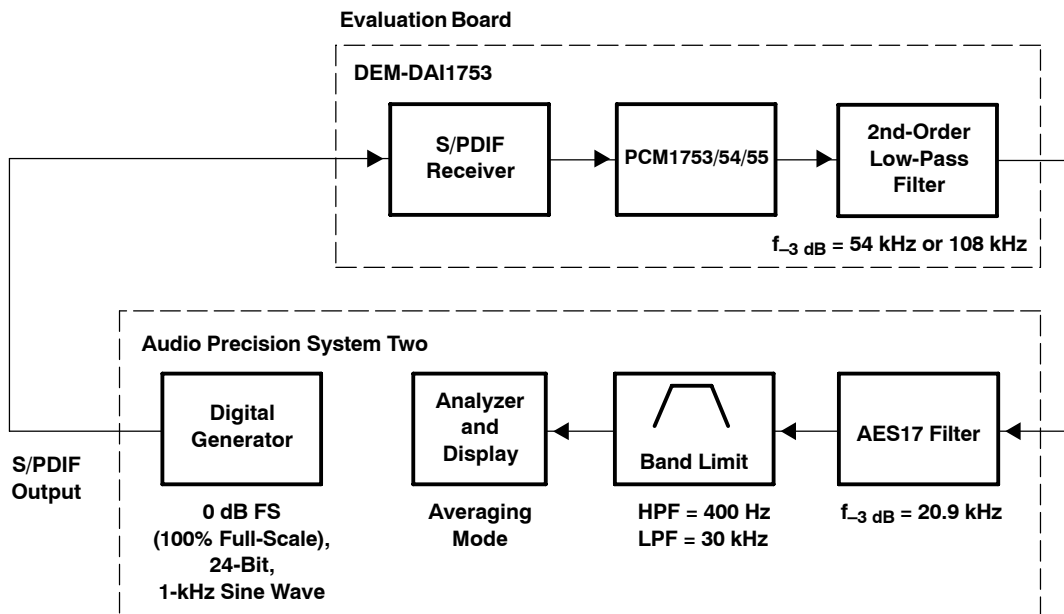 Evaluation Board
DEM-DAI1753
S/PDIF
Receiver
PCM1753/54/55
2nd-Order
Low-Pass
Filter
f–3 dB = 54 kHz or 108 kHz
Audio Precision System Two
Digital
Generator
Analyzer
and
Display
Band Limit
AES17 Filter
S/PDIF
Output
0 dB FS
(100% Full-Scale),
24-Bit,
1-kHz Sine Wave
Averaging
Mode
HPF = 400 Hz
LPF = 30 kHz
f–3 dB = 20.9 kHz